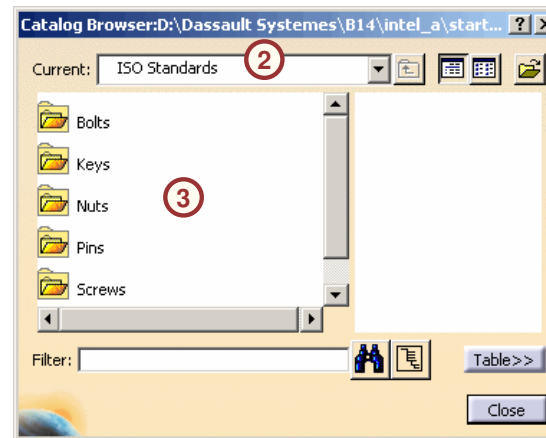 Catalog Browser:D:\Dassault Systemes\B14\intel_a\start...
Current: ISO Standards 2
Bolts
Keys
3
Nuts
Pins
Screws
Filter:
Table>>
Close